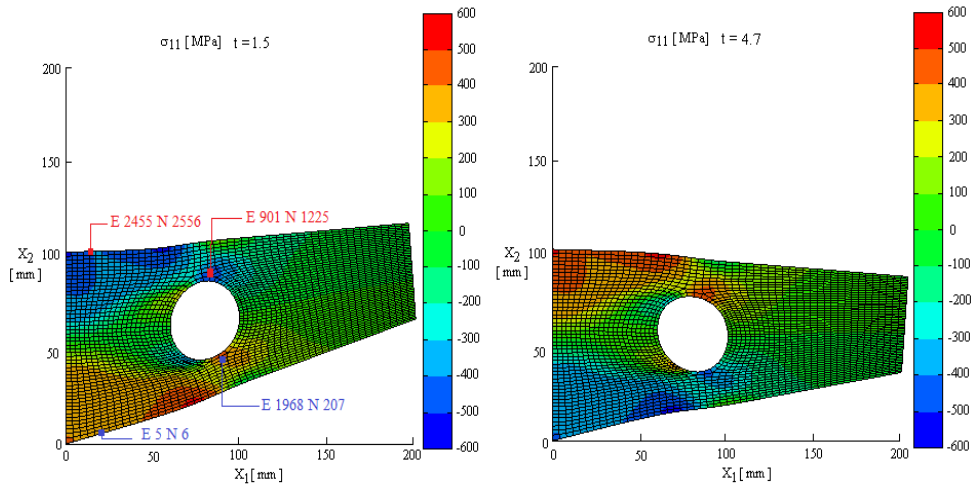 σ11 [MPa] t = 1.5
200
150
100
50
0
X2
[mm]
0 50 100 150 200
X1[mm]
E 2455 N 2556
E 901 N 1225
E 1968 N 207
E 5 N 6
600
500
400
300
200
100
0
-100
-200
-300
-400
-500
-600
σ11 [MPa] t = 4.7
200
150
100
50
0
X2
[mm]
0 50 100 150 200
X1[mm]
600
500
400
300
200
100
0
-100
-200
-300
-400
-500
-600